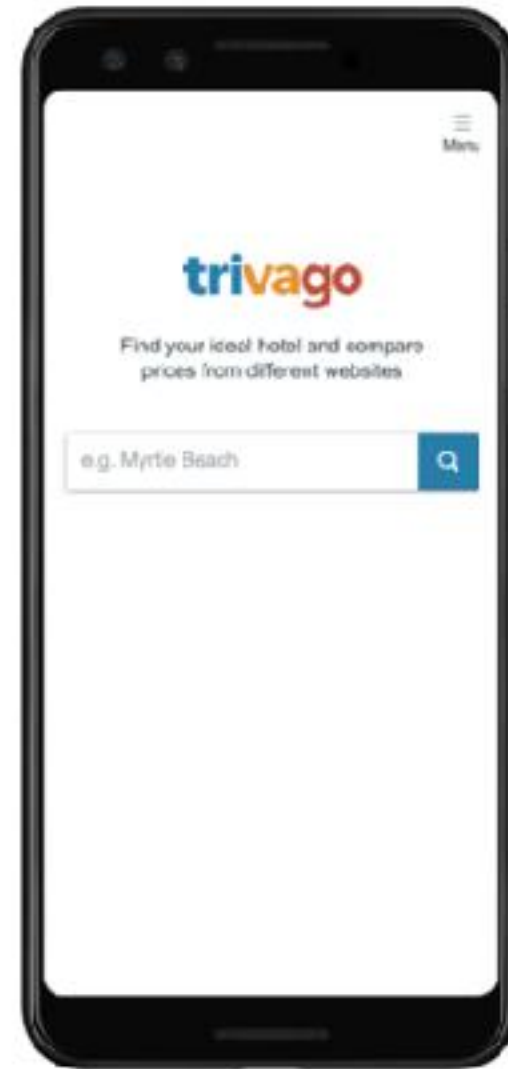 Menu
trivago
Find your ideal hotel and compare
prices from different websites
e.g. Myrtle Beach